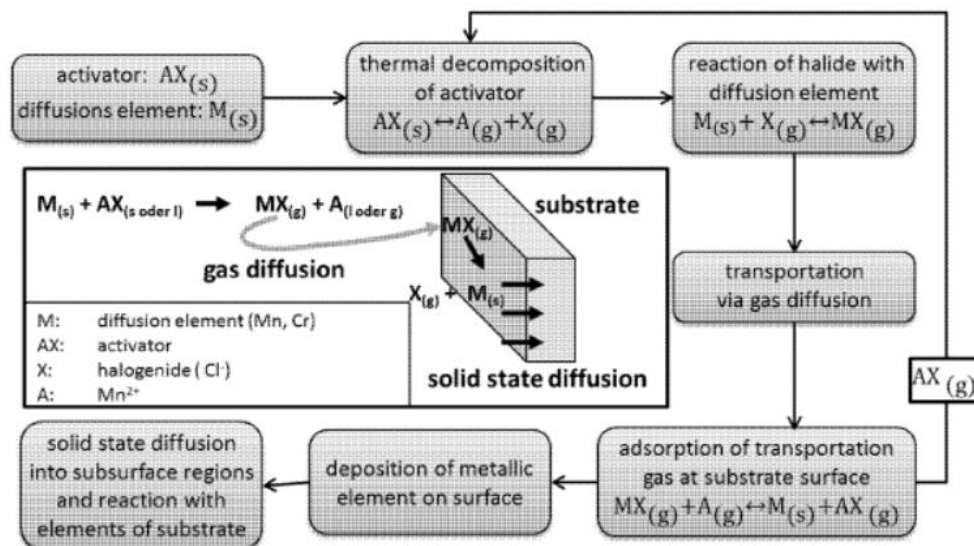 activator: AX(s)
diffusions element: M(s)
thermal decomposition
of activator
AX(s)↔A(g)+X(g)
reaction of halide with
diffusion element
M(s)+ X(g)↔MX(g)
M(s) + AX(s oder l) → MX(g) + A(l oder g)
gas diffusion
substrate
MX(g)
X(g) + M(s)
solid state diffusion
M: diffusion element (Mn, Cr)
AX: activator
X: halogenide ( Cl-)
A: Mn2+
transportation
via gas diffusion
AX (g)
adsorption of transportation
gas at substrate surface
MX(g)+A(g)↔M(s)+AX (g)
deposition of metallic
element on surface
solid state diffusion
into subsurface regions
and reaction with
elements of substrate